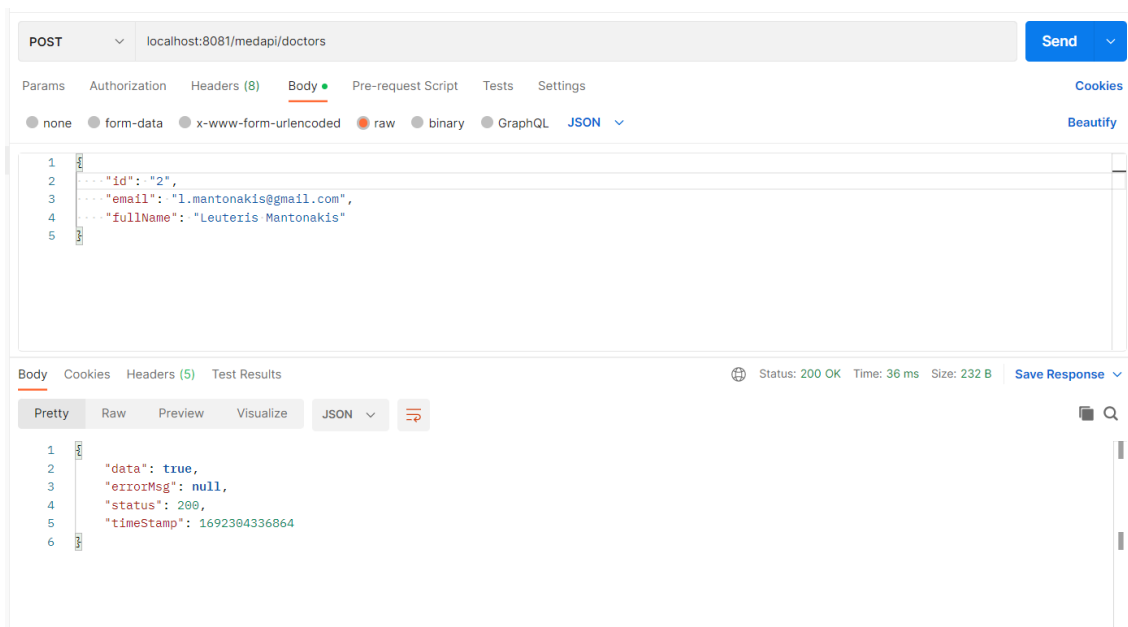 POST localhost:8081/medapi/doctors Send
Params Authorization Headers (8) Body Pre-request Script Tests Settings Cookies
none form-data x-www-form-urlencoded raw binary GraphQL JSON Beautify
1 {
2 "id": "2",
3 "email": "l.mantonakis@gmail.com",
4 "fullName": "Leuteris Mantonakis"
5 }
Body Cookies Headers (5) Test Results Status: 200 OK Time: 36 ms Size: 232 B Save Response
Pretty Raw Preview Visualize JSON
1 {
2 "data": true,
3 "errorMsg": null,
4 "status": 200,
5 "timeStamp": 1692304336864
6 }